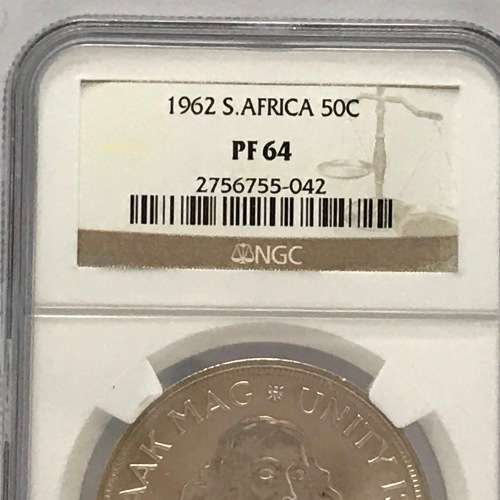 1962 S.AFRICA 50C
PF 64
2756755-042
NGC
AAK MAG * UNITY I